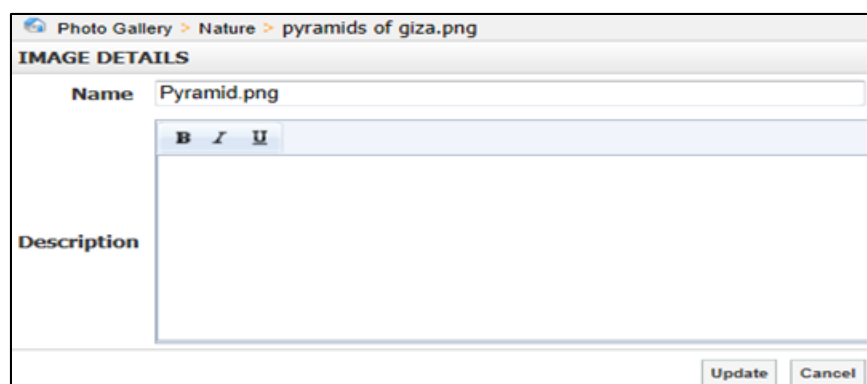 Photo Gallery > Nature > pyramids of giza.png
IMAGE DETAILS
Name Pyramid.png
B I U
Description
Update Cancel